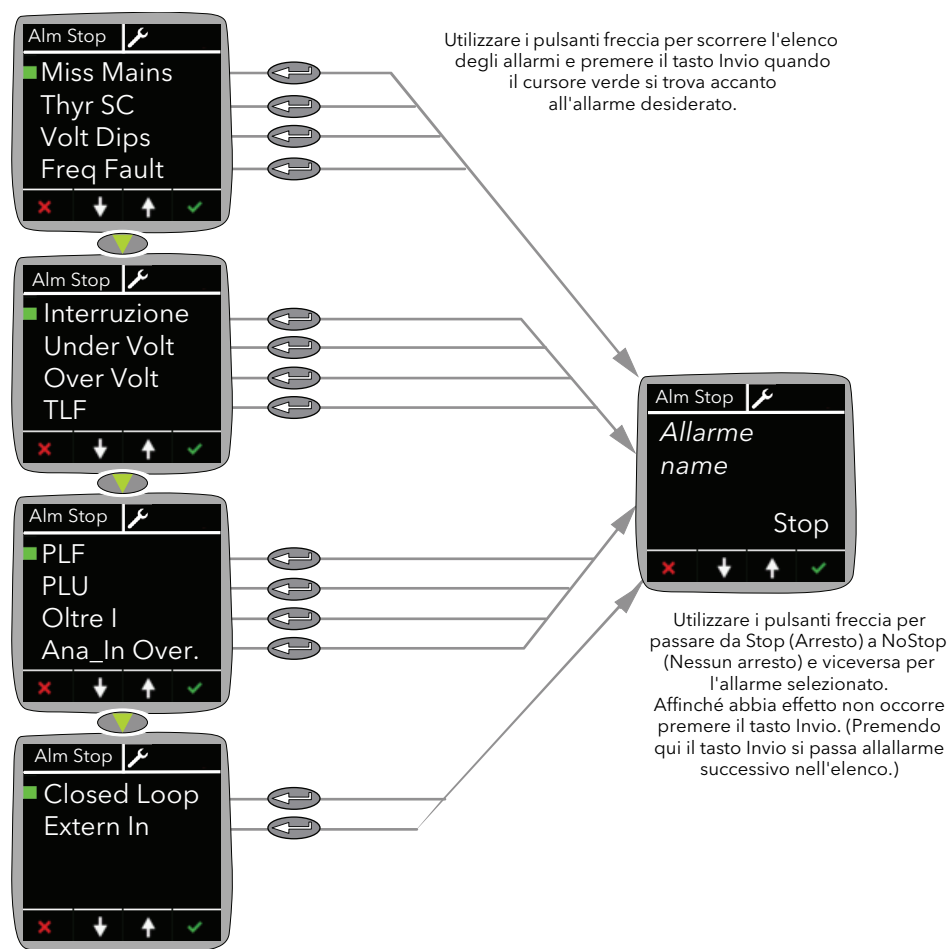 Alm Stop
Miss Mains
Thyr SC
Volt Dips
Freq Fault
Utilizzare i pulsanti freccia per scorrere l'elenco
degli allarmi e premere il tasto Invio quando
il cursore verde si trova accanto
all'allarme desiderato.
Alm Stop
Interruzione
Under Volt
Over Volt
TLF
Alm Stop
Allarme
name
Stop
Alm Stop
PLF
PLU
Oltre I
Ana_In Over.
Utilizzare i pulsanti freccia per
passare da Stop (Arresto) a NoStop
(Nessun arresto) e viceversa per
l'allarme selezionato.
Affinché abbia effetto non occorre
premere il tasto Invio. (Premendo
qui il tasto Invio si passa allallarme
successivo nell'elenco.)
Alm Stop
Closed Loop
Extern In